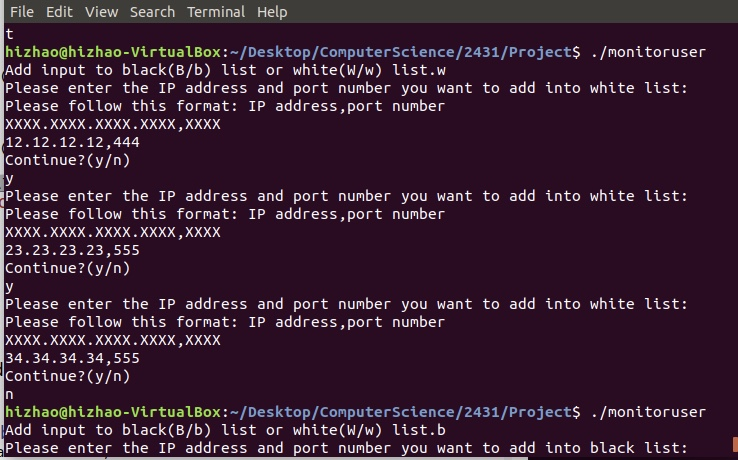 File Edit View Search Terminal Help
t
hizhao@hizhao-VirtualBox:~/Desktop/ComputerScience/2431/Project$ ./monitoruser
Add input to black(B/b) list or white(W/w) list.w
Please enter the IP address and port number you want to add into white list:
Please follow this format: IP address,port number
XXXX.XXXX.XXXX.XXXX,XXXX
12.12.12.12,444
Continue?(y/n)
y
Please enter the IP address and port number you want to add into white list:
Please follow this format: IP address,port number
XXXX.XXXX.XXXX.XXXX,XXXX
23.23.23.23,555
Continue?(y/n)
y
Please enter the IP address and port number you want to add into white list:
Please follow this format: IP address,port number
XXXX.XXXX.XXXX.XXXX,XXXX
34.34.34.34,555
Continue?(y/n)
n
hizhao@hizhao-VirtualBox:~/Desktop/ComputerScience/2431/Project$ ./monitoruser
Add input to black(B/b) list or white(W/w) list.b
Please enter the IP address and port number you want to add into black list: